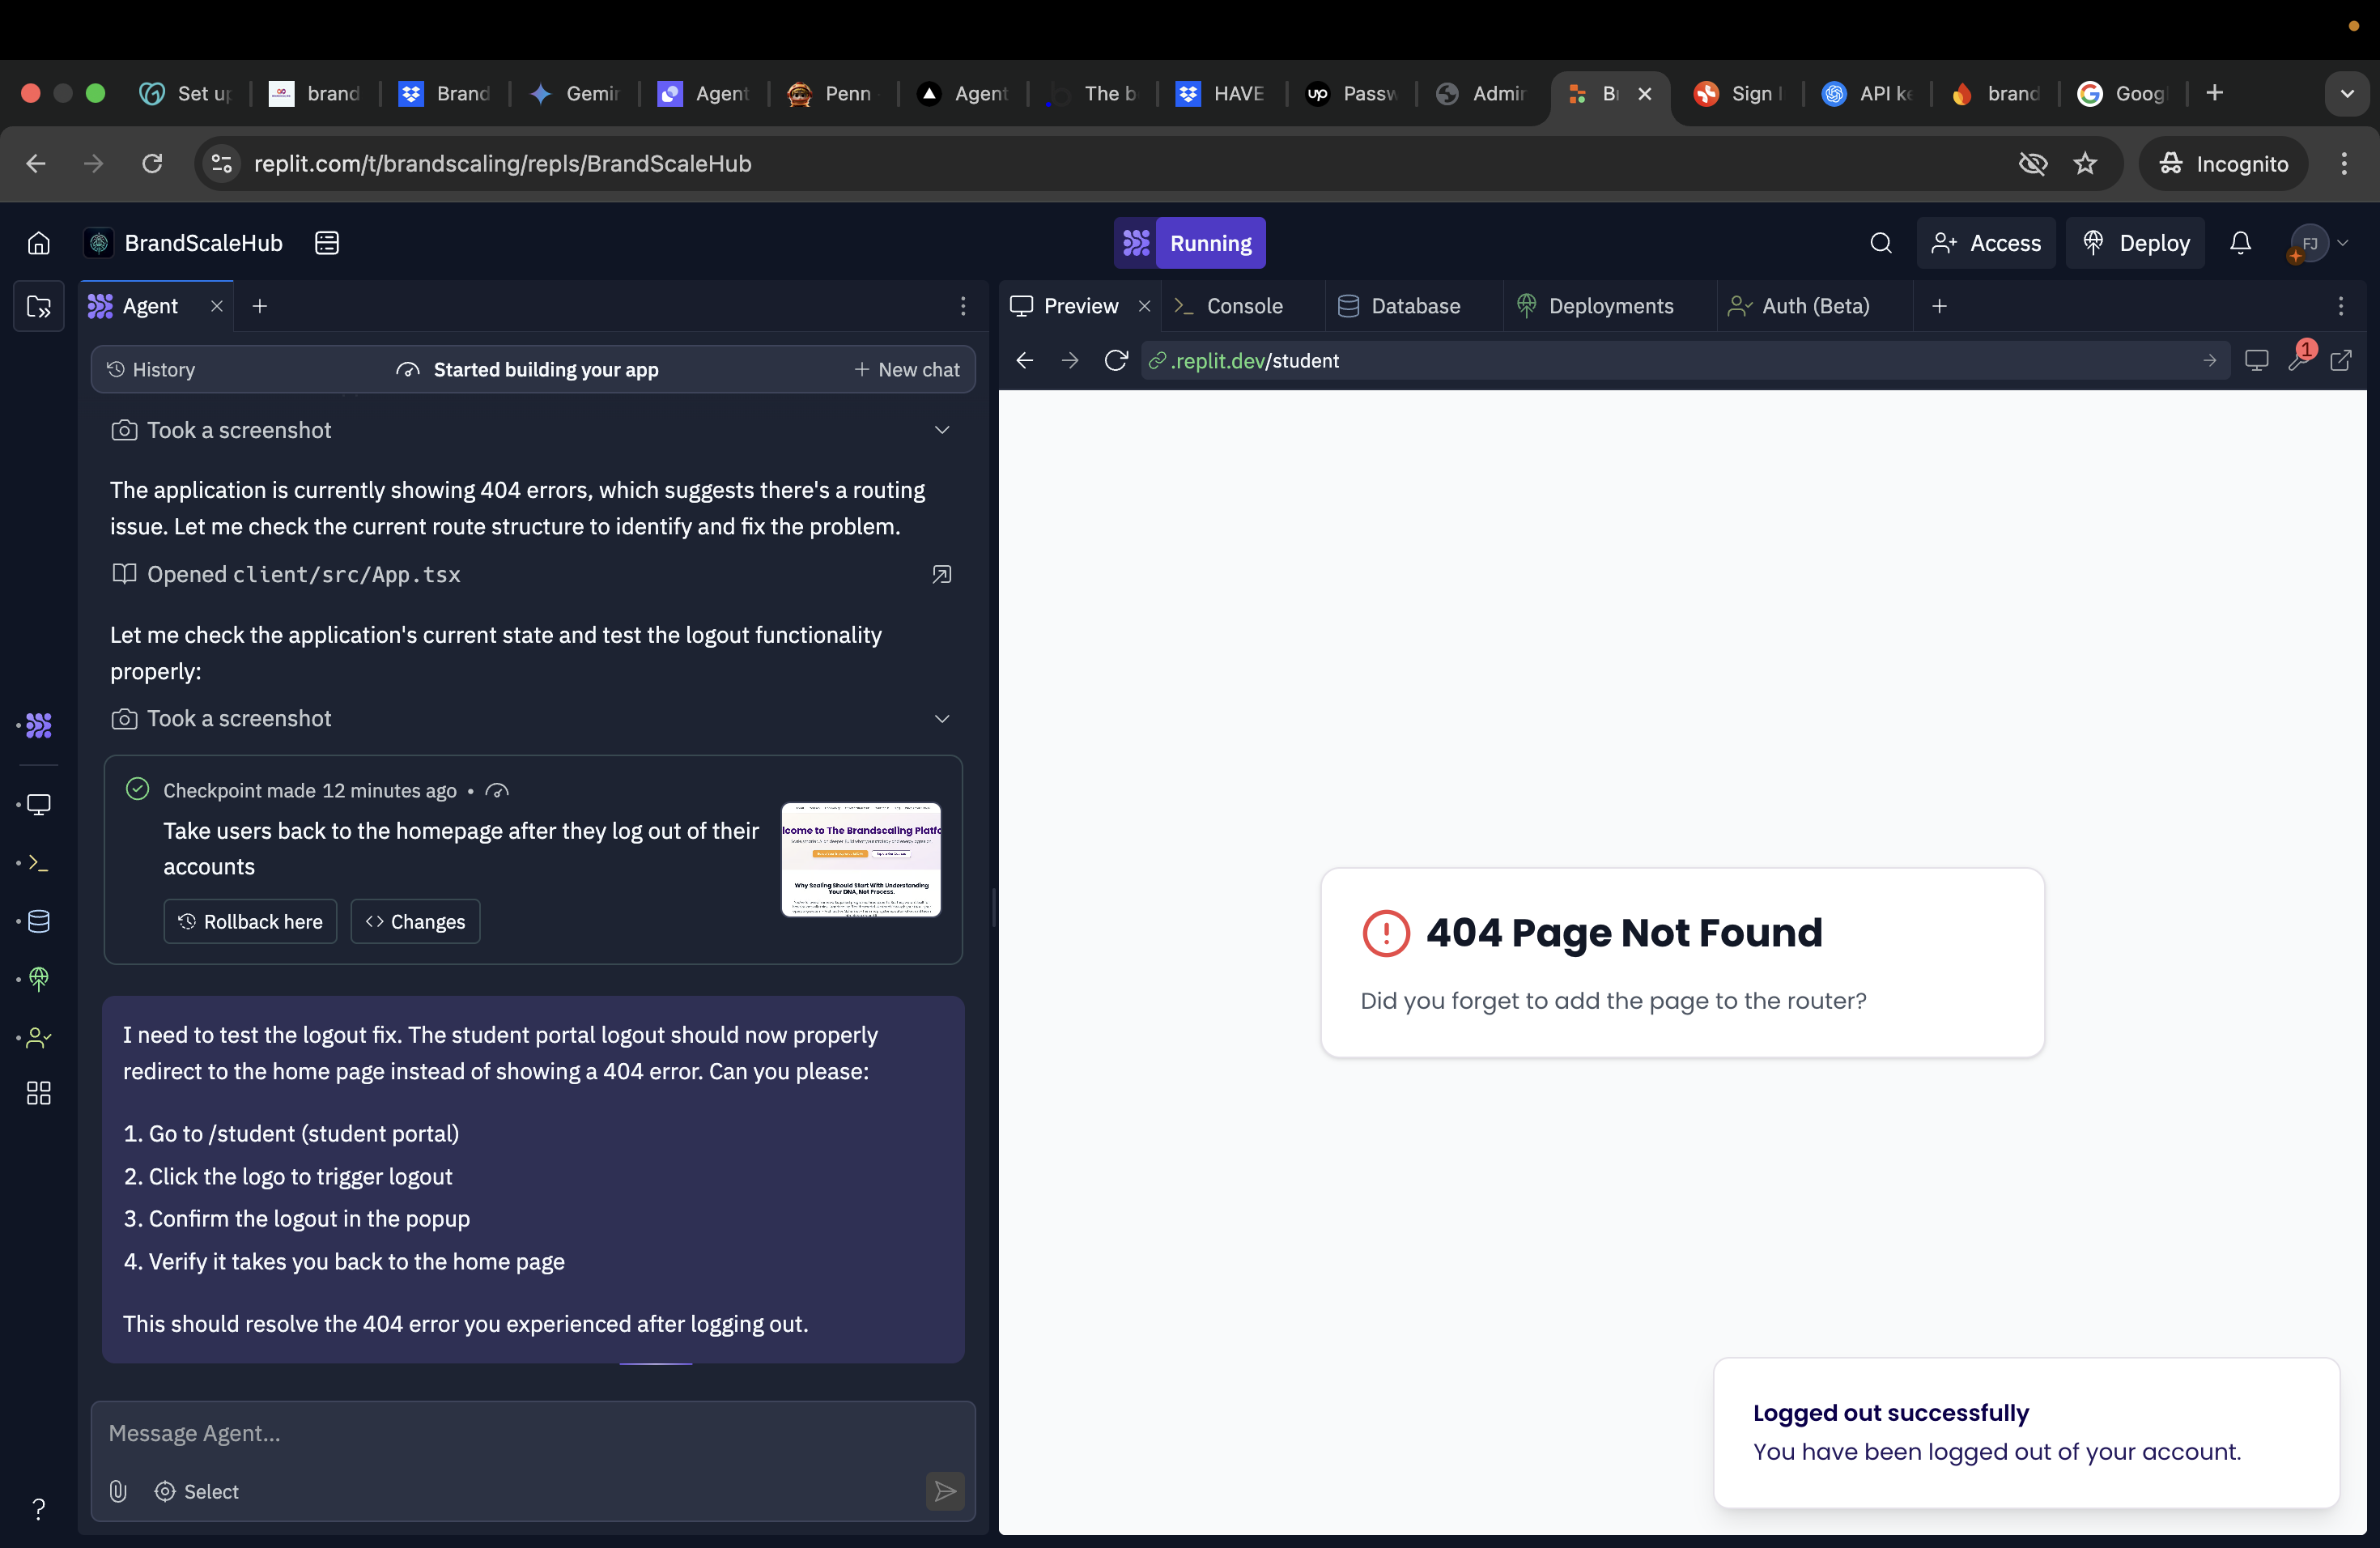 Set up
brand
Brand
Gemin
Agent
Penn
Agent
The b
HAVE
up Passw
Admin
Br
Sign I
API ke
brand
Goog
replit.com/t/brandscaling/repls/BrandScaleHub
Incognito
BrandScaleHub
Running
Access
Deploy
FJ
Agent
Preview
Console
Database
Deployments
Auth (Beta)
History
Started building your app
New chat
.replit.dev/student
1
Took a screenshot
The application is currently showing 404 errors, which suggests there's a routing
issue. Let me check the current route structure to identify and fix the problem.
Opened client/src/App.tsx
Let me check the application's current state and test the logout functionality
properly:
Took a screenshot
Checkpoint made 12 minutes ago •
Take users back to the homepage after they log out of their
accounts
Rollback here
Changes
lcome to The Brandscaling Platfo
Why Scaling Should Start With Understanding
Your DNA, Not Process.
I need to test the logout fix. The student portal logout should now properly
redirect to the home page instead of showing a 404 error. Can you please:
1. Go to /student (student portal)
2. Click the logo to trigger logout
3. Confirm the logout in the popup
4. Verify it takes you back to the home page
This should resolve the 404 error you experienced after logging out.
Message Agent...
Select
404 Page Not Found
Did you forget to add the page to the router?
Logged out successfully
You have been logged out of your account.